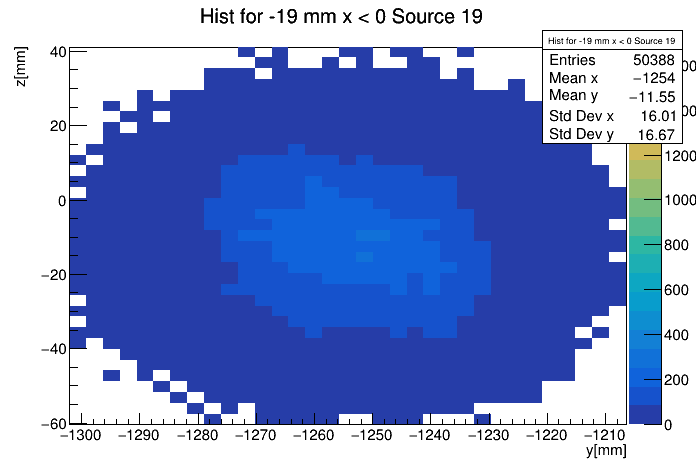 Hist for -19 mm x < 0 Source 19
Hist for -19 mm x < 0 Source 19
Entries 50388
Mean x −1254
Mean y −11.55
Std Dev x 16.01
Std Dev y 16.67
z[mm]
40
20
0
−20
−40
−60
−1300 −1290 −1280 −1270 −1260 −1250 −1240 −1230 −1220 −1210
y[mm]
1200
1000
800
600
400
200
0